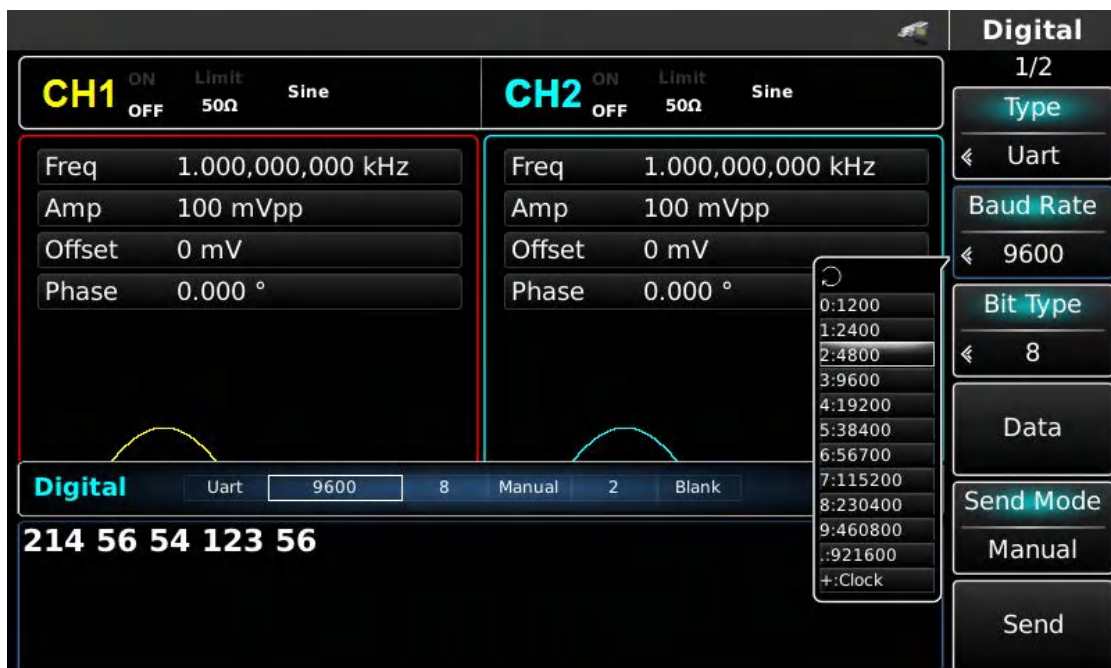 Digital
1/2
CH1 ON OFF Limit 50Ω Sine
CH2 ON OFF Limit 50Ω Sine
Freq 1.000,000,000 kHz
Amp 100 mVpp
Offset 0 mV
Phase 0.000 °
Freq 1.000,000,000 kHz
Amp 100 mVpp
Offset 0 mV
Phase 0.000 °
0:1200
1:2400
2:4800
3:9600
4:19200
5:38400
6:56700
7:115200
8:230400
9:460800
.:921600
+:Clock
Type
Uart
Baud Rate
9600
Bit Type
8
Data
Send Mode
Manual
Send
Digital Uart 9600 8 Manual 2 Blank
214 56 54 123 56